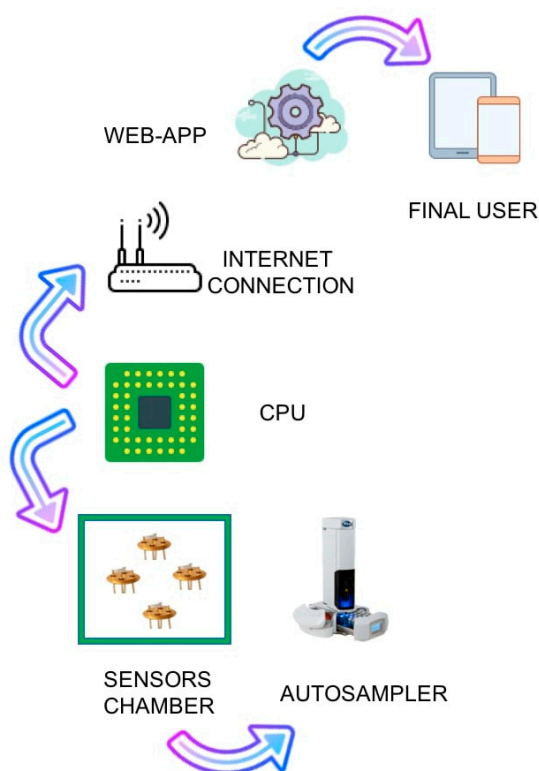 WEB-APP
FINAL USER
INTERNET
CONNECTION
CPU
SENSORS
CHAMBER
AUTOSAMPLER